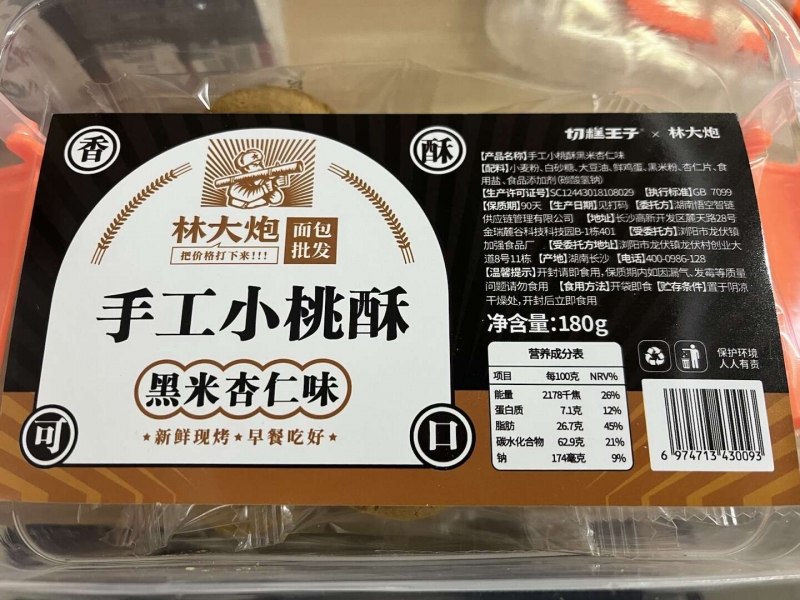 香
酥
林大炮
面包
批发
把价格打下来!!!
手工小桃酥
黑米杏仁味
★新鲜现烤★早餐吃好★
可
口
切糕王子® × 林大炮
【产品名称】手工小桃酥黑米杏仁味
【配料】小麦粉、白砂糖、大豆油、鲜鸡蛋、黑米粉、杏仁片、食
用盐、食品添加剂(碳酸氢钠)
【生产许可证号】SC12443018108029 【执行标准】GB 7099
【保质期】90天 【生产日期】见打码 【委托方】湖南悟空智链
供应链管理有限公司 【地址】长沙高新开发区麓天路28号
金瑞麓谷科技科技园B-1栋401 【受委托方】浏阳市龙伏镇
加强食品厂 【受委托方地址】浏阳市龙伏镇龙伏村创业大
道8号11栋 【产地】湖南长沙 【电话】400-0986-128
【温馨提示】开封请即食用,保质期内如因漏气、发霉等质量
问题请勿食用 【食用方法】开袋即食 【贮存条件】置于阴凉
干燥处,开封后立即食用
净含量:180g
营养成分表
项目 每100克 NRV%
能量 2178千焦 26%
蛋白质 7.1克 12%
脂肪 26.7克 45%
碳水化合物 62.9克 21%
钠 174毫克 9%
保护环境
人人有责
6 974713 430093